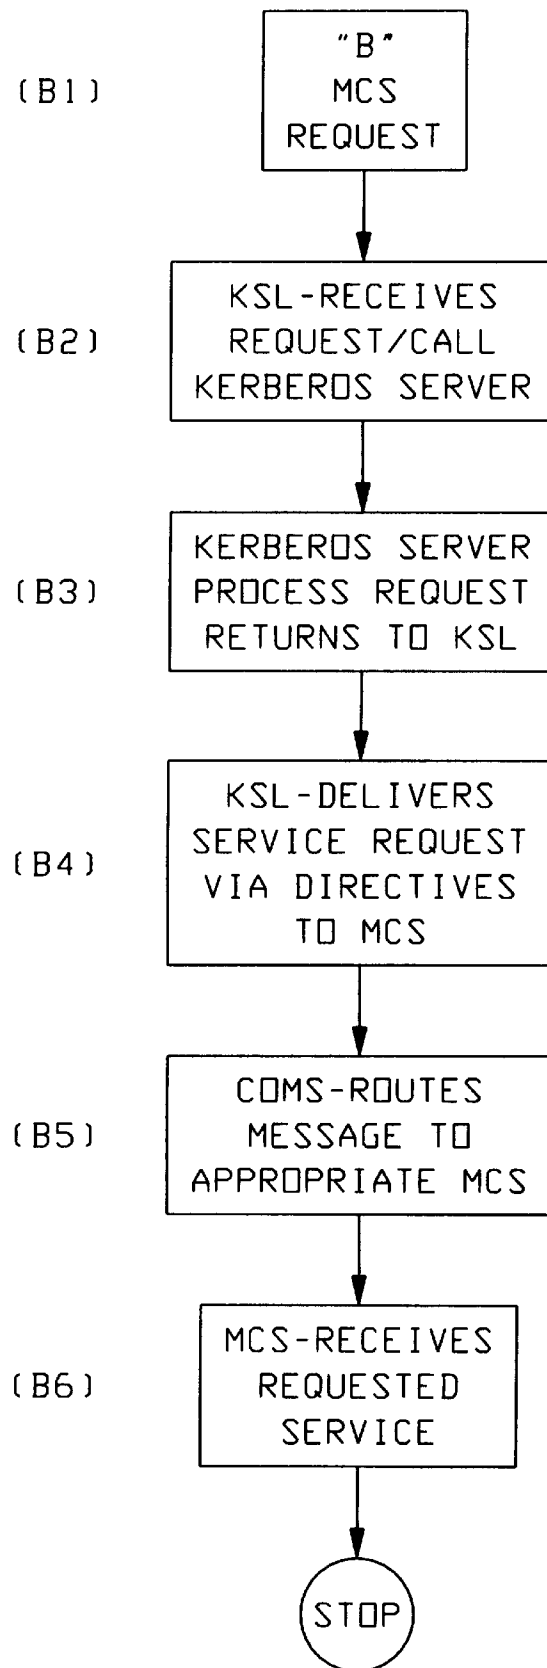 (B1)
"B"
MCS
REQUEST
(B2)
KSL-RECEIVES
REQUEST/CALL
KERBEROS SERVER
(B3)
KERBEROS SERVER
PROCESS REQUEST
RETURNS TO KSL
(B4)
KSL-DELIVERS
SERVICE REQUEST
VIA DIRECTIVES
TO MCS
(B5)
COMS-ROUTES
MESSAGE TO
APPROPRIATE MCS
(B6)
MCS-RECEIVES
REQUESTED
SERVICE
STOP